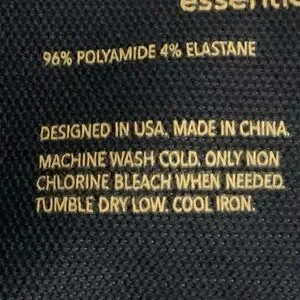 96% POLYAMIDE 4% ELASTANE
DESIGNED IN USA. MADE IN CHINA.
MACHINE WASH COLD. ONLY NON
CHLORINE BLEACH WHEN NEEDED.
TUMBLE DRY LOW. COOL IRON.